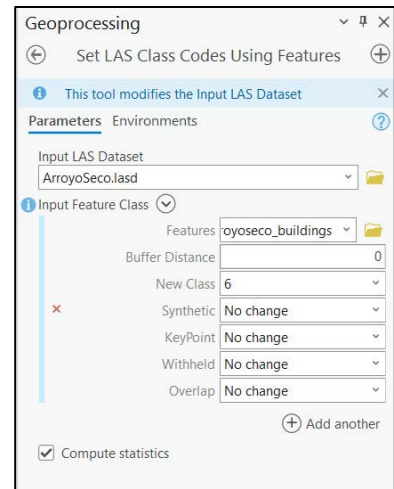 Geoprocessing
Set LAS Class Codes Using Features
This tool modifies the Input LAS Dataset
Parameters Environments
Input LAS Dataset
ArroyoSeco.lasd
Input Feature Class
Features royoseco_buildings
Buffer Distance 0
New Class 6
Synthetic No change
KeyPoint No change
Withheld No change
Overlap No change
Add another
Compute statistics